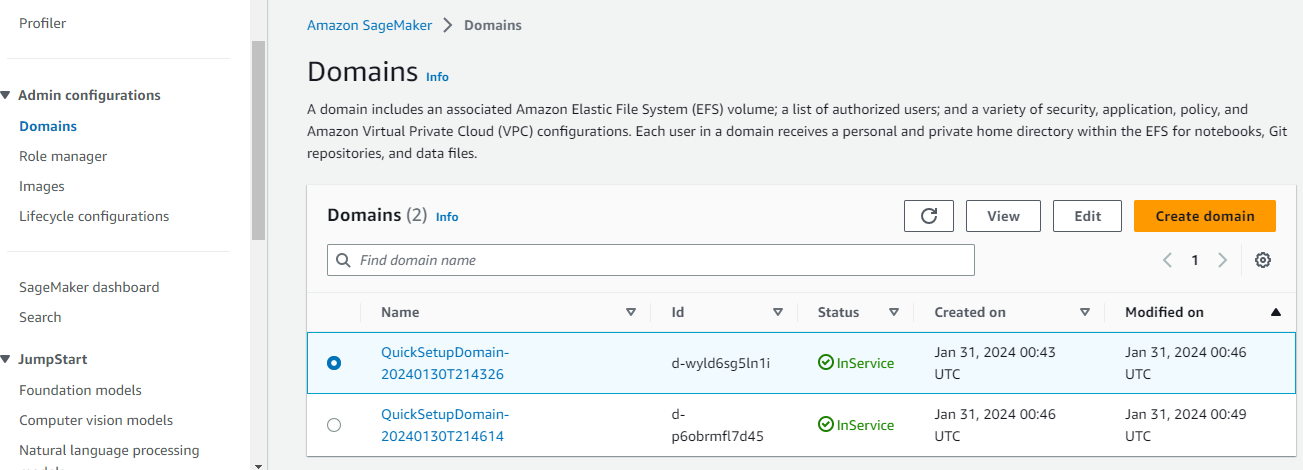 Profiler
Admin configurations
Domains
Role manager
Images
Lifecycle configurations
SageMaker dashboard
Search
JumpStart
Foundation models
Computer vision models
Natural language processing
Amazon SageMaker > Domains
Domains Info
A domain includes an associated Amazon Elastic File System (EFS) volume; a list of authorized users; and a variety of security, application, policy, and
Amazon Virtual Private Cloud (VPC) configurations. Each user in a domain receives a personal and private home directory within the EFS for notebooks, Git
repositories, and data files.
Domains (2) Info
View
Edit
Create domain
Find domain name
1
Name Id Status Created on Modified on
QuickSetupDomain- Jan 31, 2024 00:43 Jan 31, 2024 00:46
d-wyld6sg5ln1i InService
20240130T214326 UTC UTC
QuickSetupDomain- d- Jan 31, 2024 00:46 Jan 31, 2024 00:49
InService
20240130T214614 p6obrmfl7d45 UTC UTC